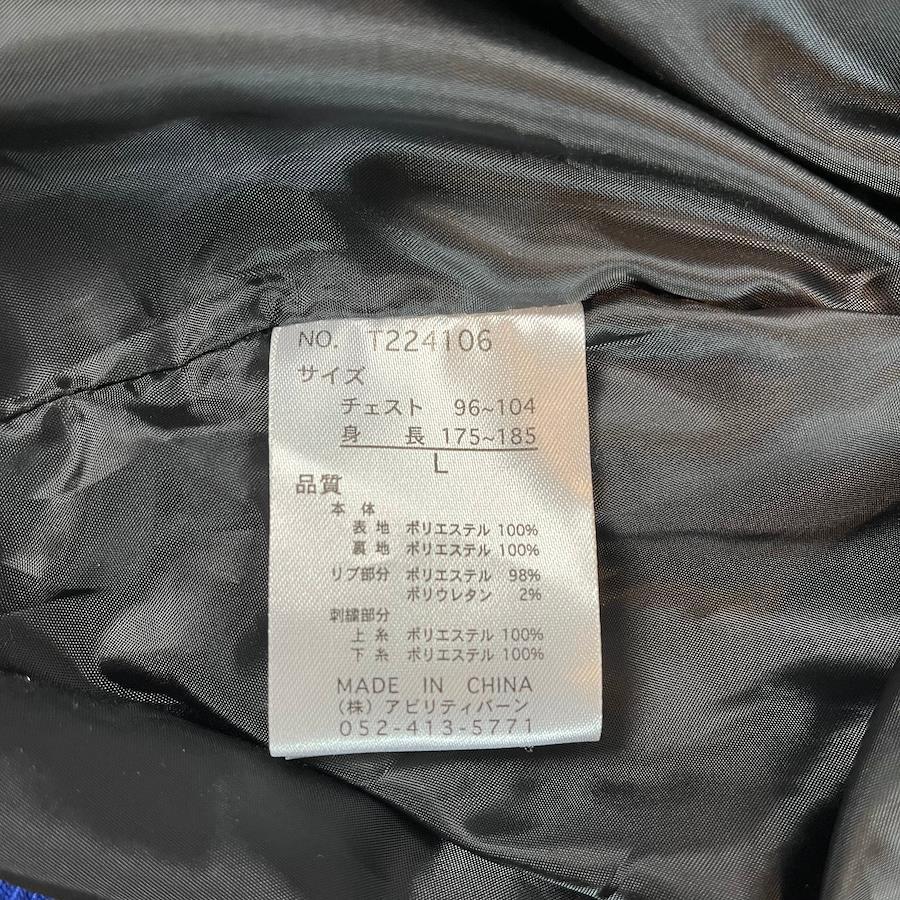 NO. T224106
サイズ
チェスト 96~104
身 長 175~185
L
品質
本 体
表 地 ポリエステル 100%
裏 地 ポリエステル 100%
リブ部分 ポリエステル 98%
ポリウレタン 2%
刺繍部分
上 糸 ポリエステル 100%
下 糸 ポリエステル 100%
MADE IN CHINA
(株) アビリティバーン
052-413-5771